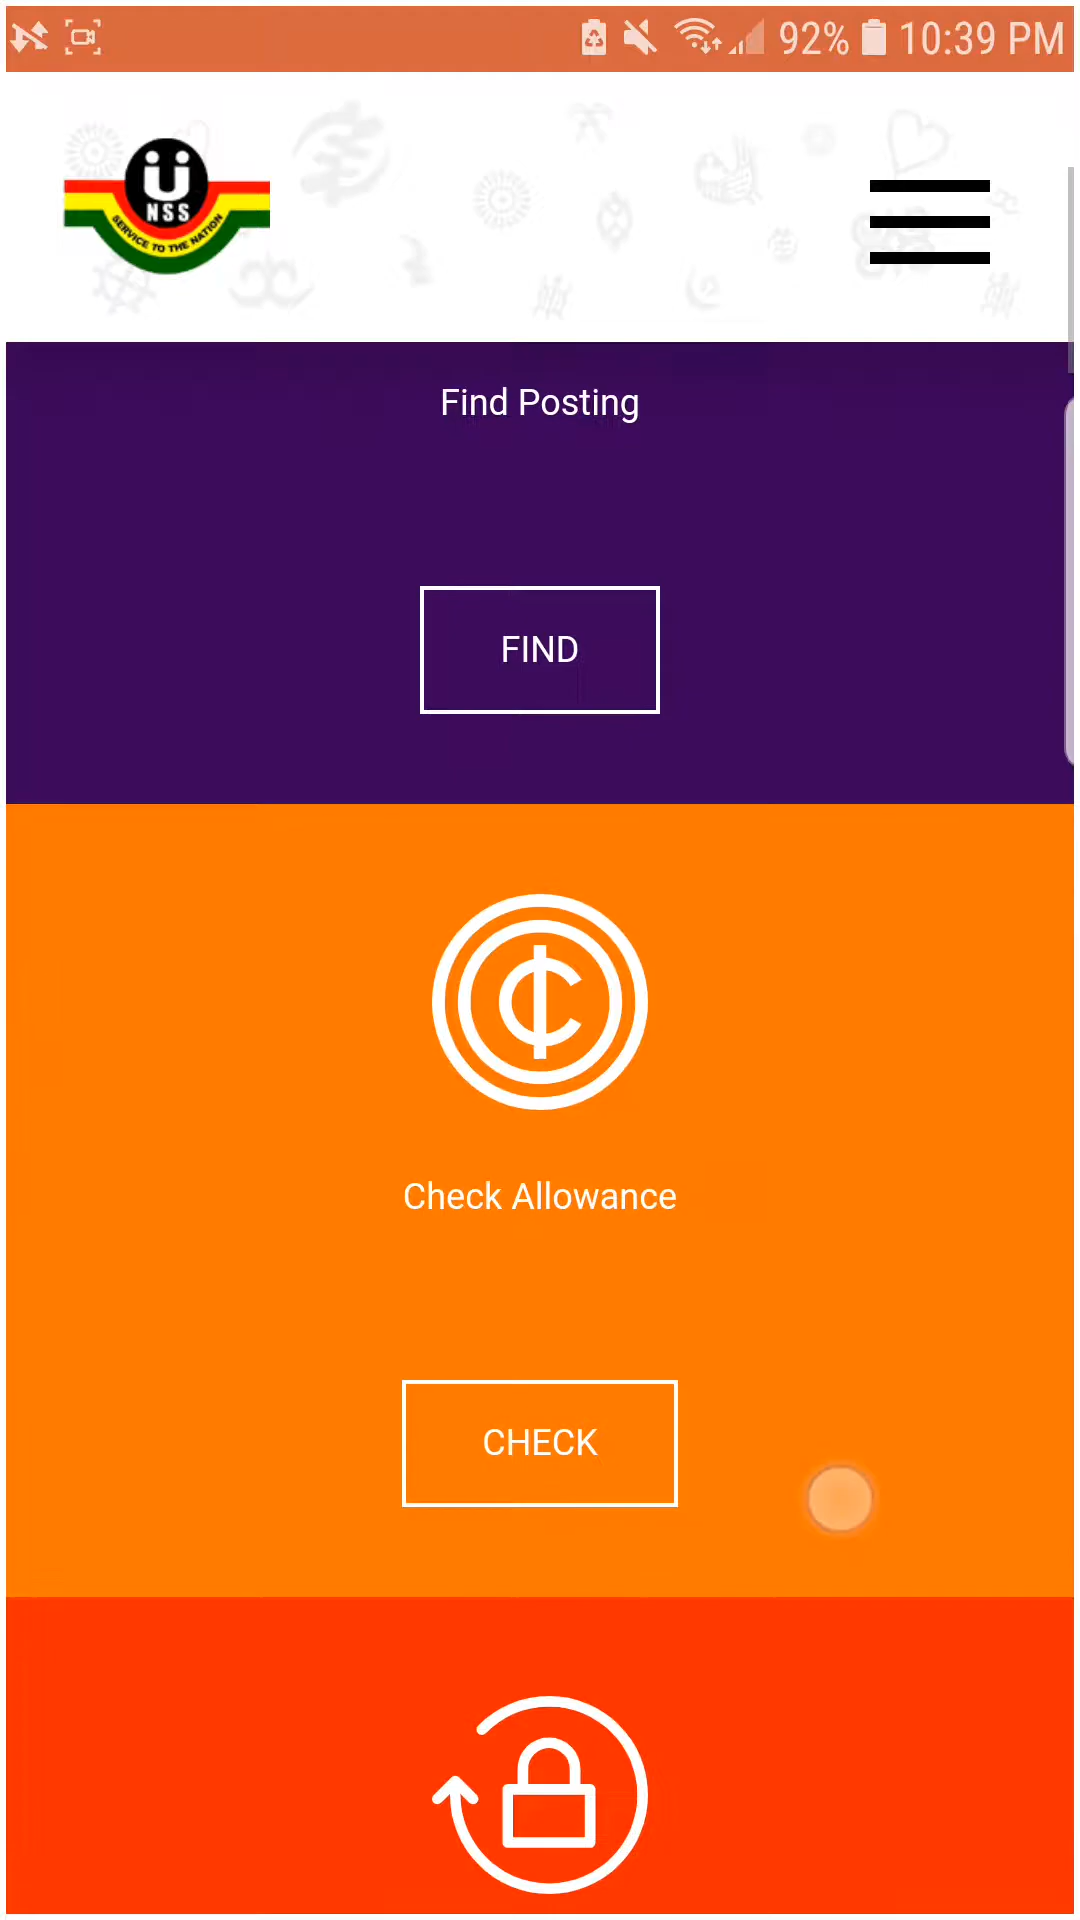 92% 10:39 PM
NSS
SERVICE TO THE NATION
Find Posting
FIND
Check Allowance
CHECK